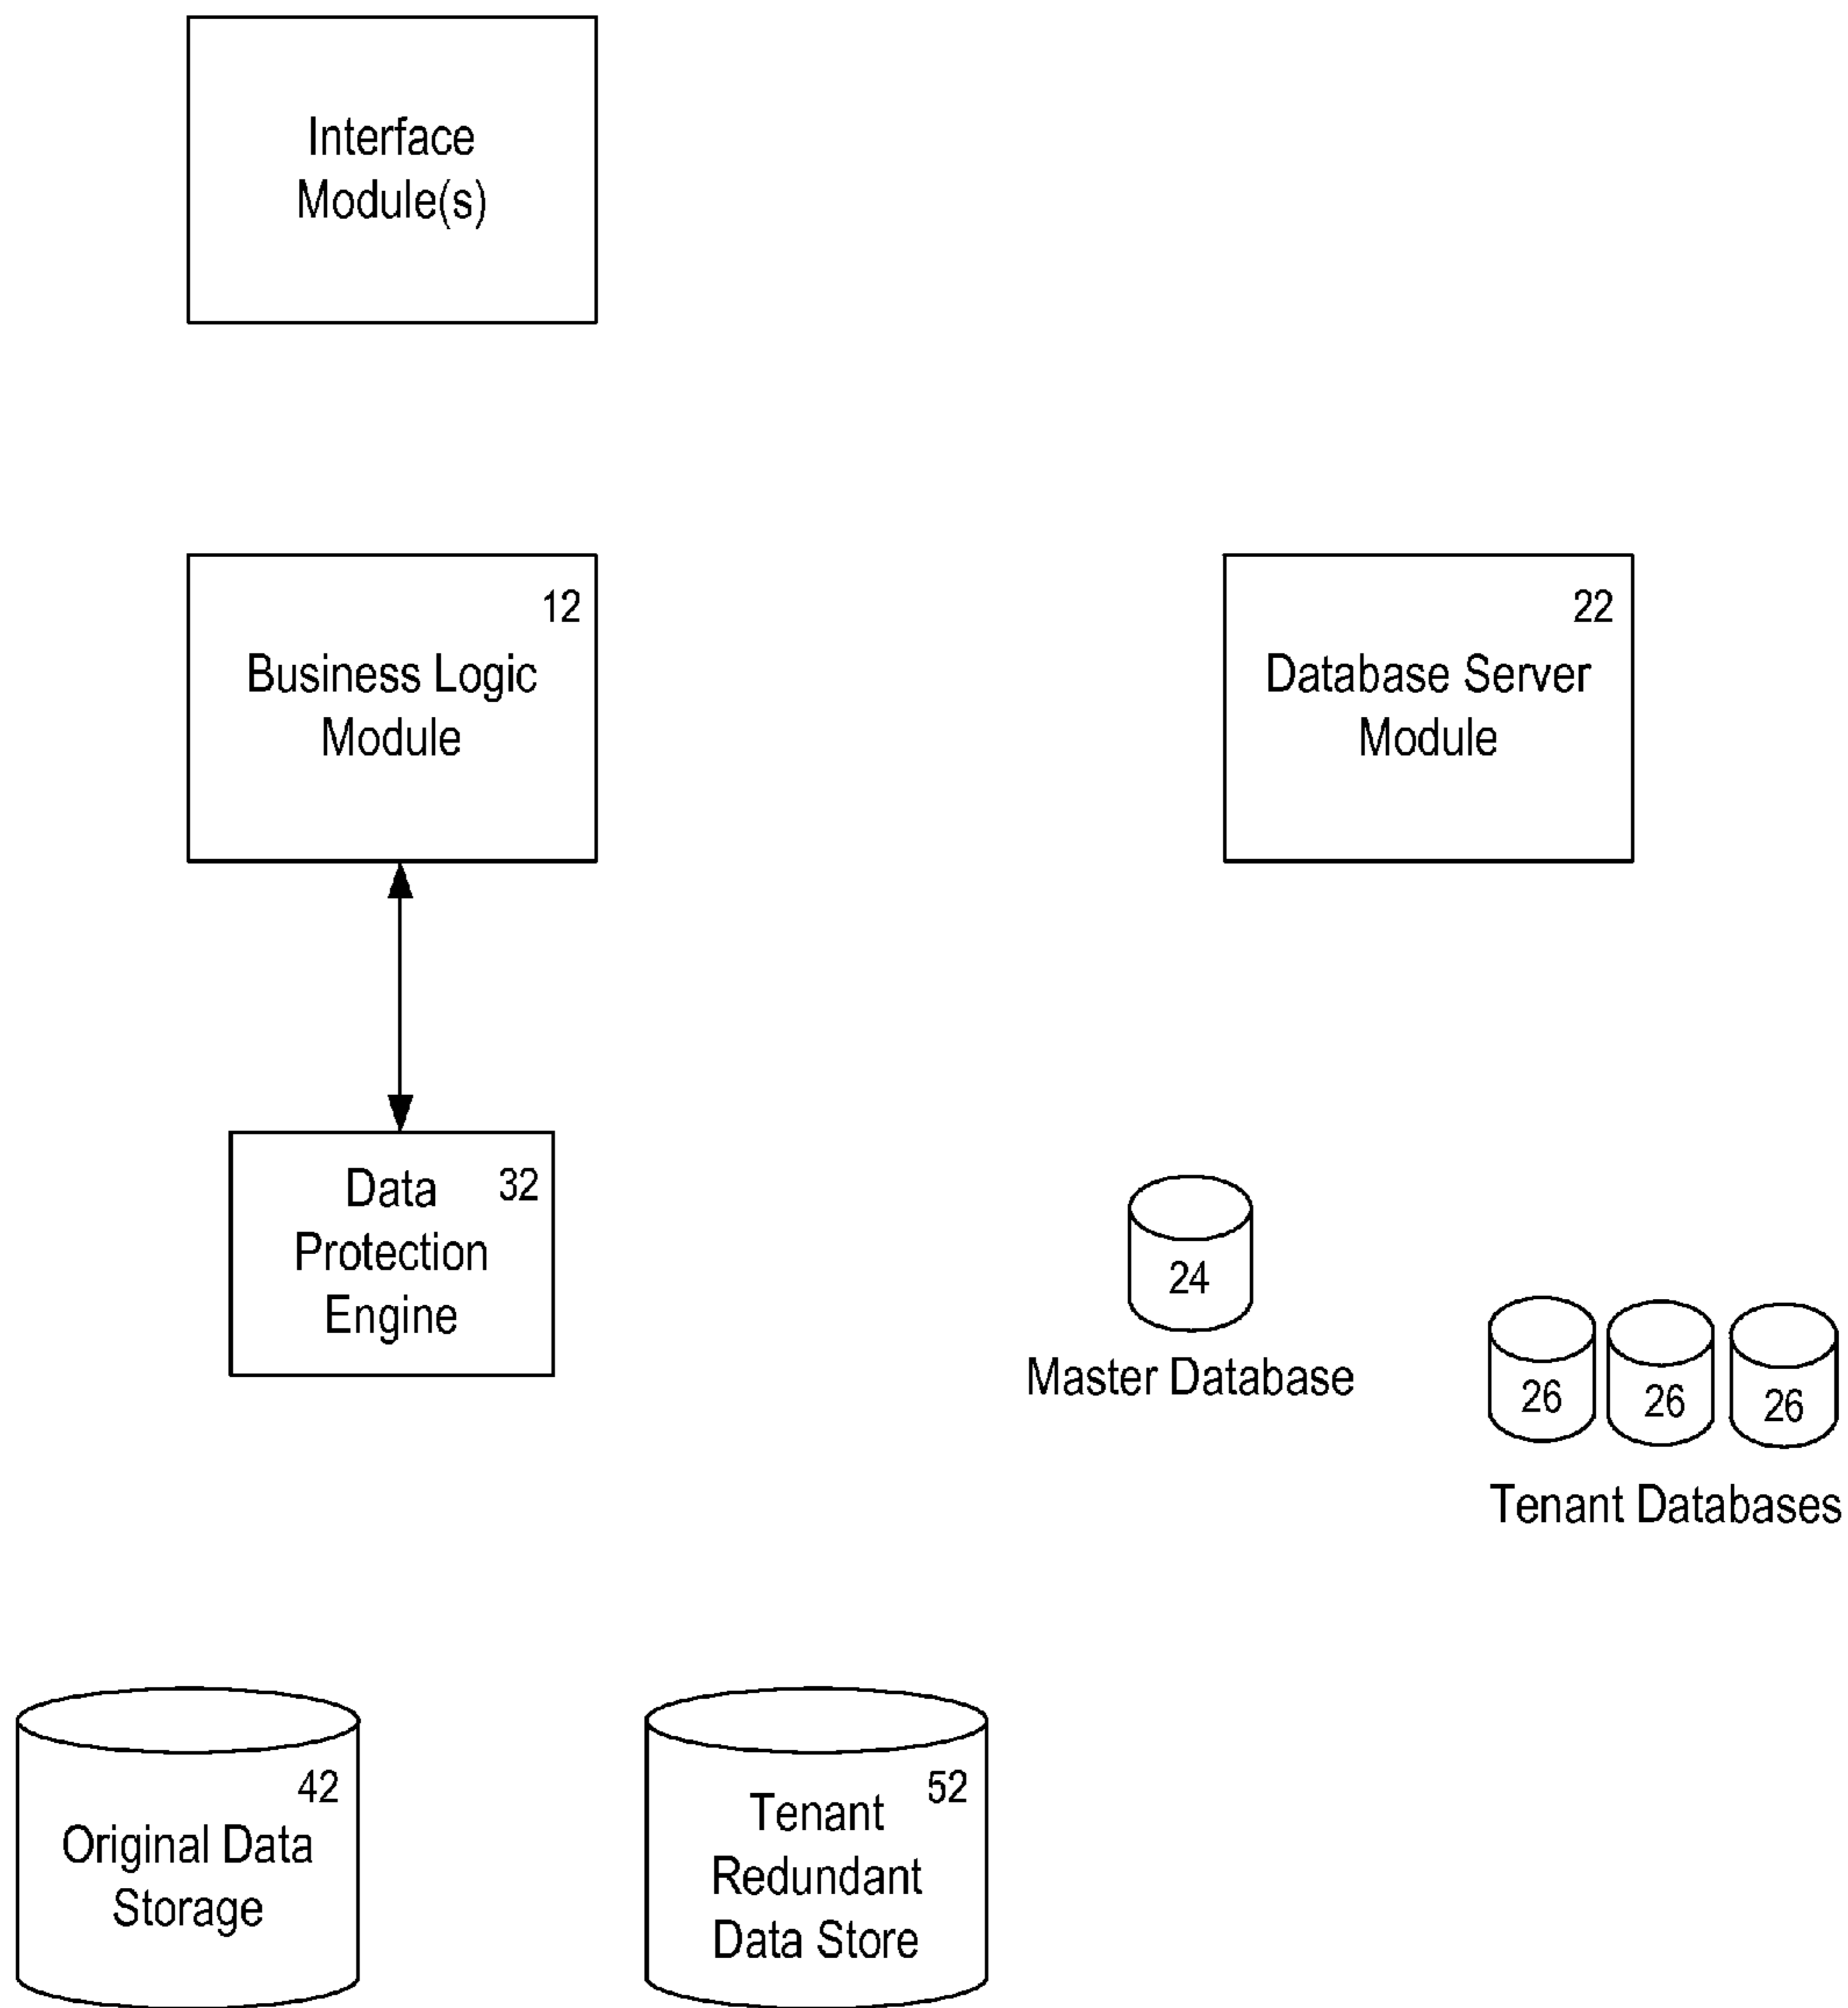 Interface
Module(s)
12
Business Logic
Module
22
Database Server
Module
32
Data
Protection
Engine
24
Master Database
26
26
26
Tenant Databases
42
Original Data
Storage
52
Tenant
Redundant
Data Store